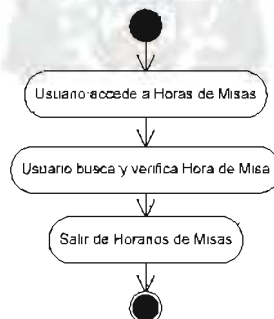 Usuario accede a Horas de Misas
Usuario busca y verifica Hora de Misa
Salir de Horarios de Misas